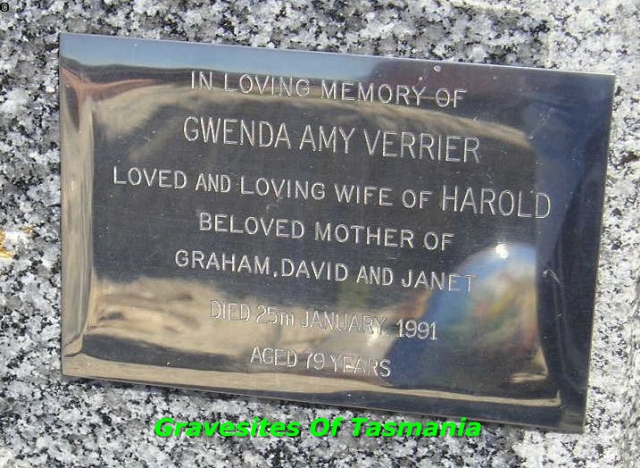 IN LOVING MEMORY OF
GWENDA AMY VERRIER
LOVED AND LOVING WIFE OF HAROLD
BELOVED MOTHER OF
GRAHAM, DAVID AND JANET
DIED 25TH JANUARY, 1991
AGED 79 YEARS
Gravesites Of Tasmania